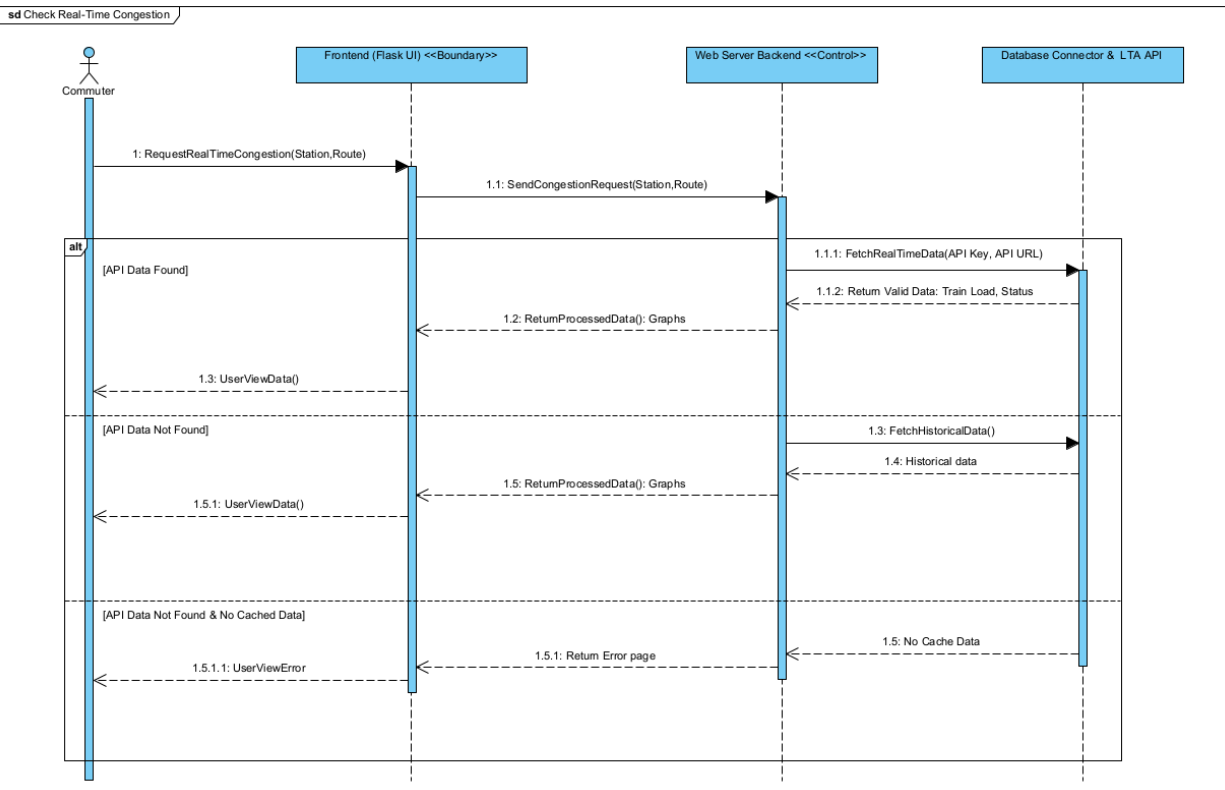 sd Check Real-Time Congestion
Frontend (Flask UI) <<Boundary>>
Web Server Backend <<Control>>
Database Connector & LTA API
Commuter
1: RequestRealTimeCongestion(Station,Route)
1.1: SendCongestionRequest(Station,Route)
alt
1.1.1: FetchRealTimeData(API Key, API URL)
[API Data Found]
1.1.2: Return Valid Data: Train Load, Status
1.2: ReturnProcessedData(): Graphs
1.3: UserViewData()
[API Data Not Found]
1.3: FetchHistoricalData()
1.4: Historical data
1.5: ReturnProcessedData(): Graphs
1.5.1: UserViewData()
[API Data Not Found & No Cached Data]
1.5: No Cache Data
1.5.1: Return Error page
1.5.1.1: UserViewError